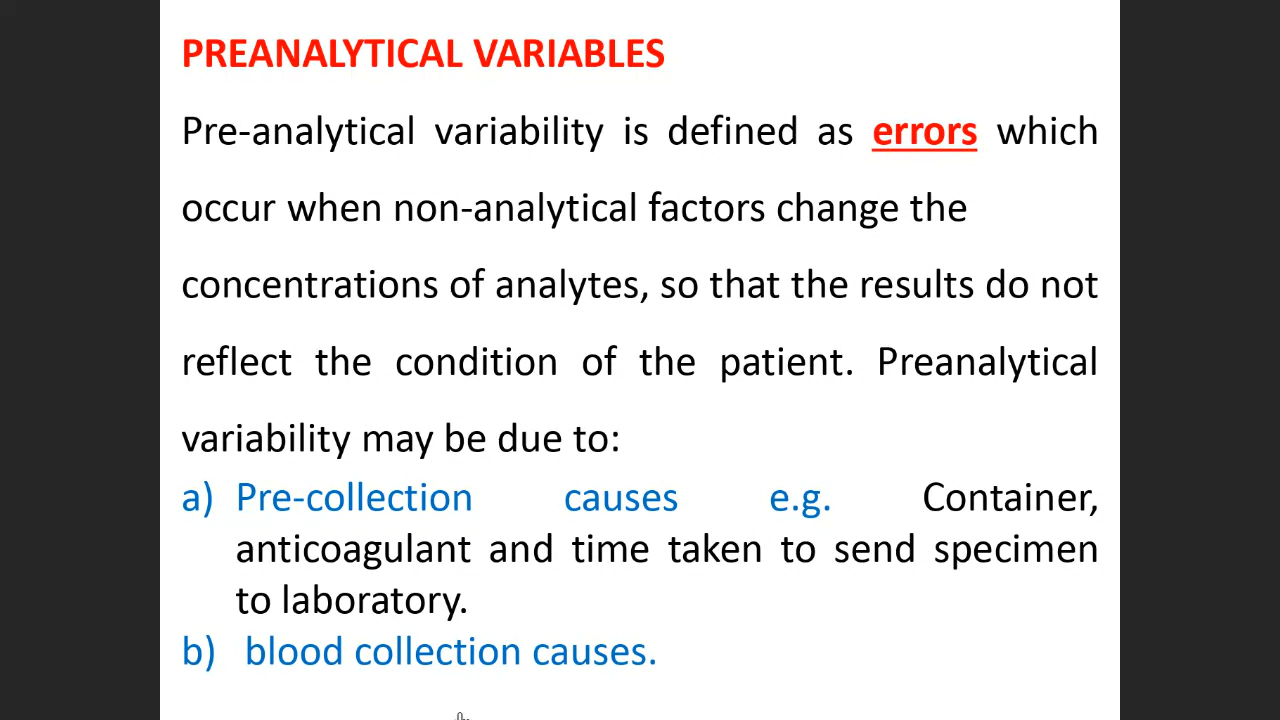 PREANALYTICAL VARIABLES
Pre-analytical variability is defined as errors which
occur when non-analytical factors change the
concentrations of analytes, so that the results do not
reflect the condition of the patient. Preanalytical
variability may be due to:
a) Pre-collection causes e.g. Container,
anticoagulant and time taken to send specimen
to laboratory.
b) blood collection causes.